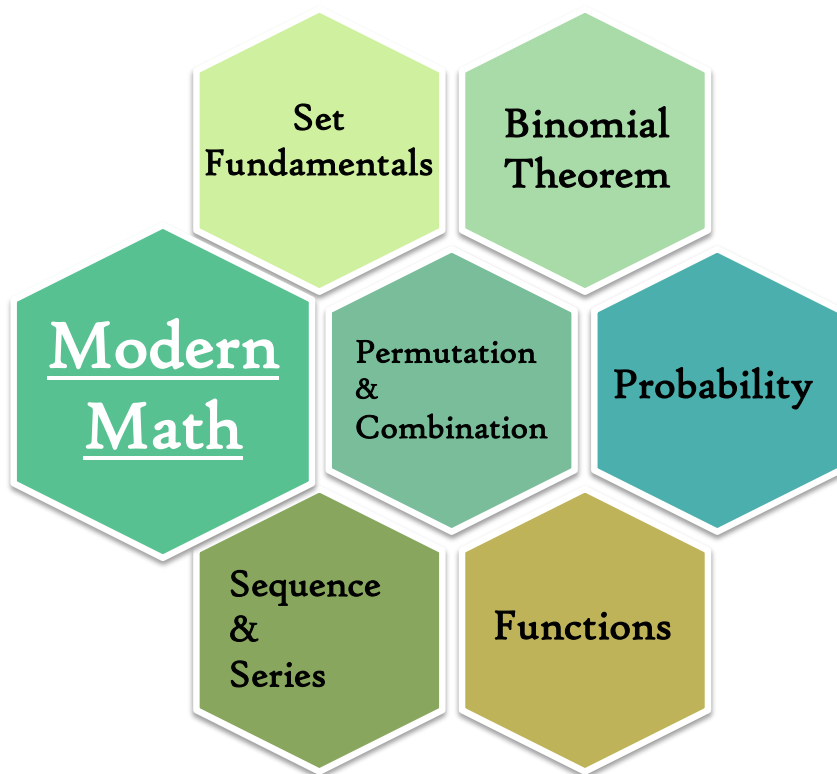 Set
Fundamentals
Binomial
Theorem
Modern
Math
Permutation
&
Combination
Probability
Sequence
&
Series
Functions